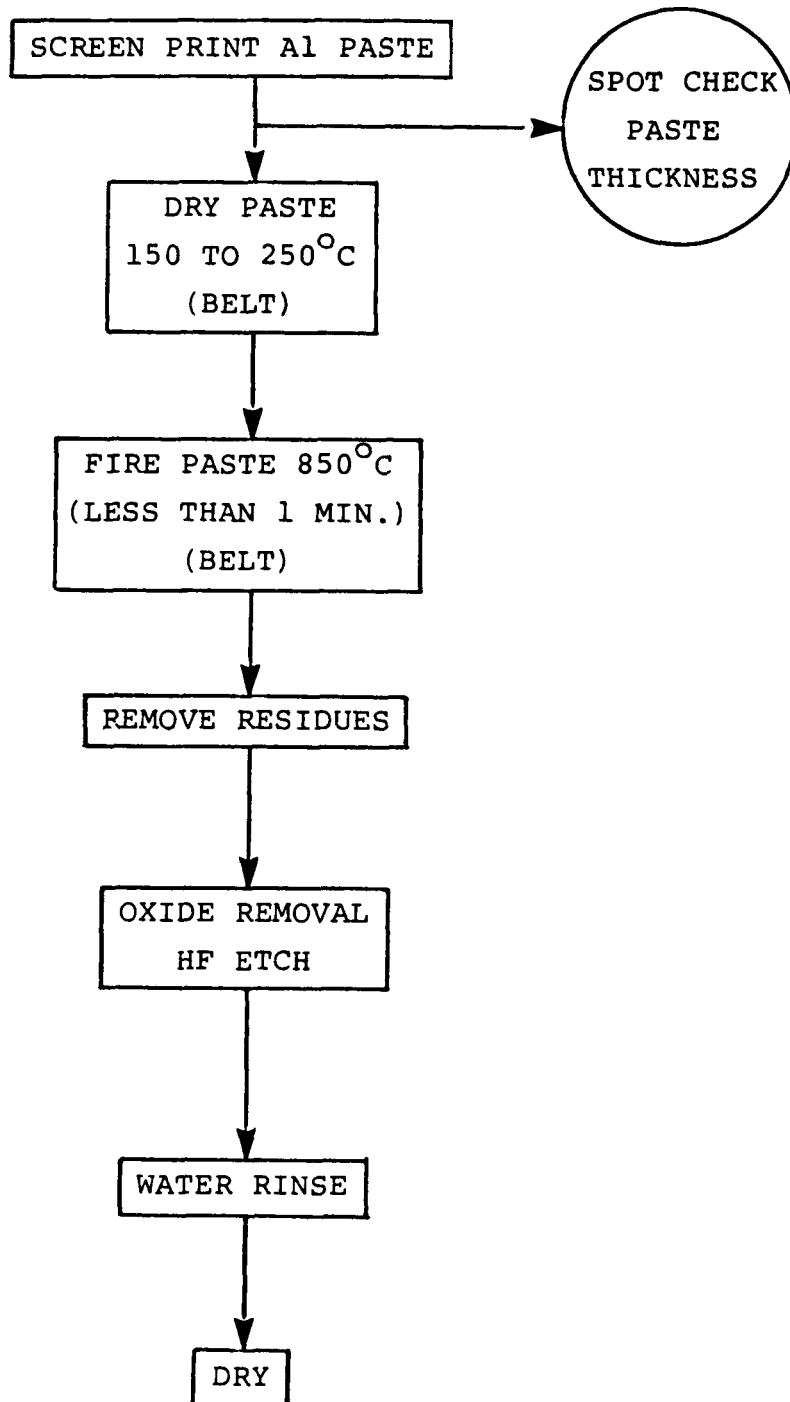 SCREEN PRINT Al PASTE
SPOT CHECK
PASTE
THICKNESS
DRY PASTE
150 TO 250°C
(BELT)
FIRE PASTE 850°C
(LESS THAN 1 MIN.)
(BELT)
REMOVE RESIDUES
OXIDE REMOVAL
HF ETCH
WATER RINSE
DRY